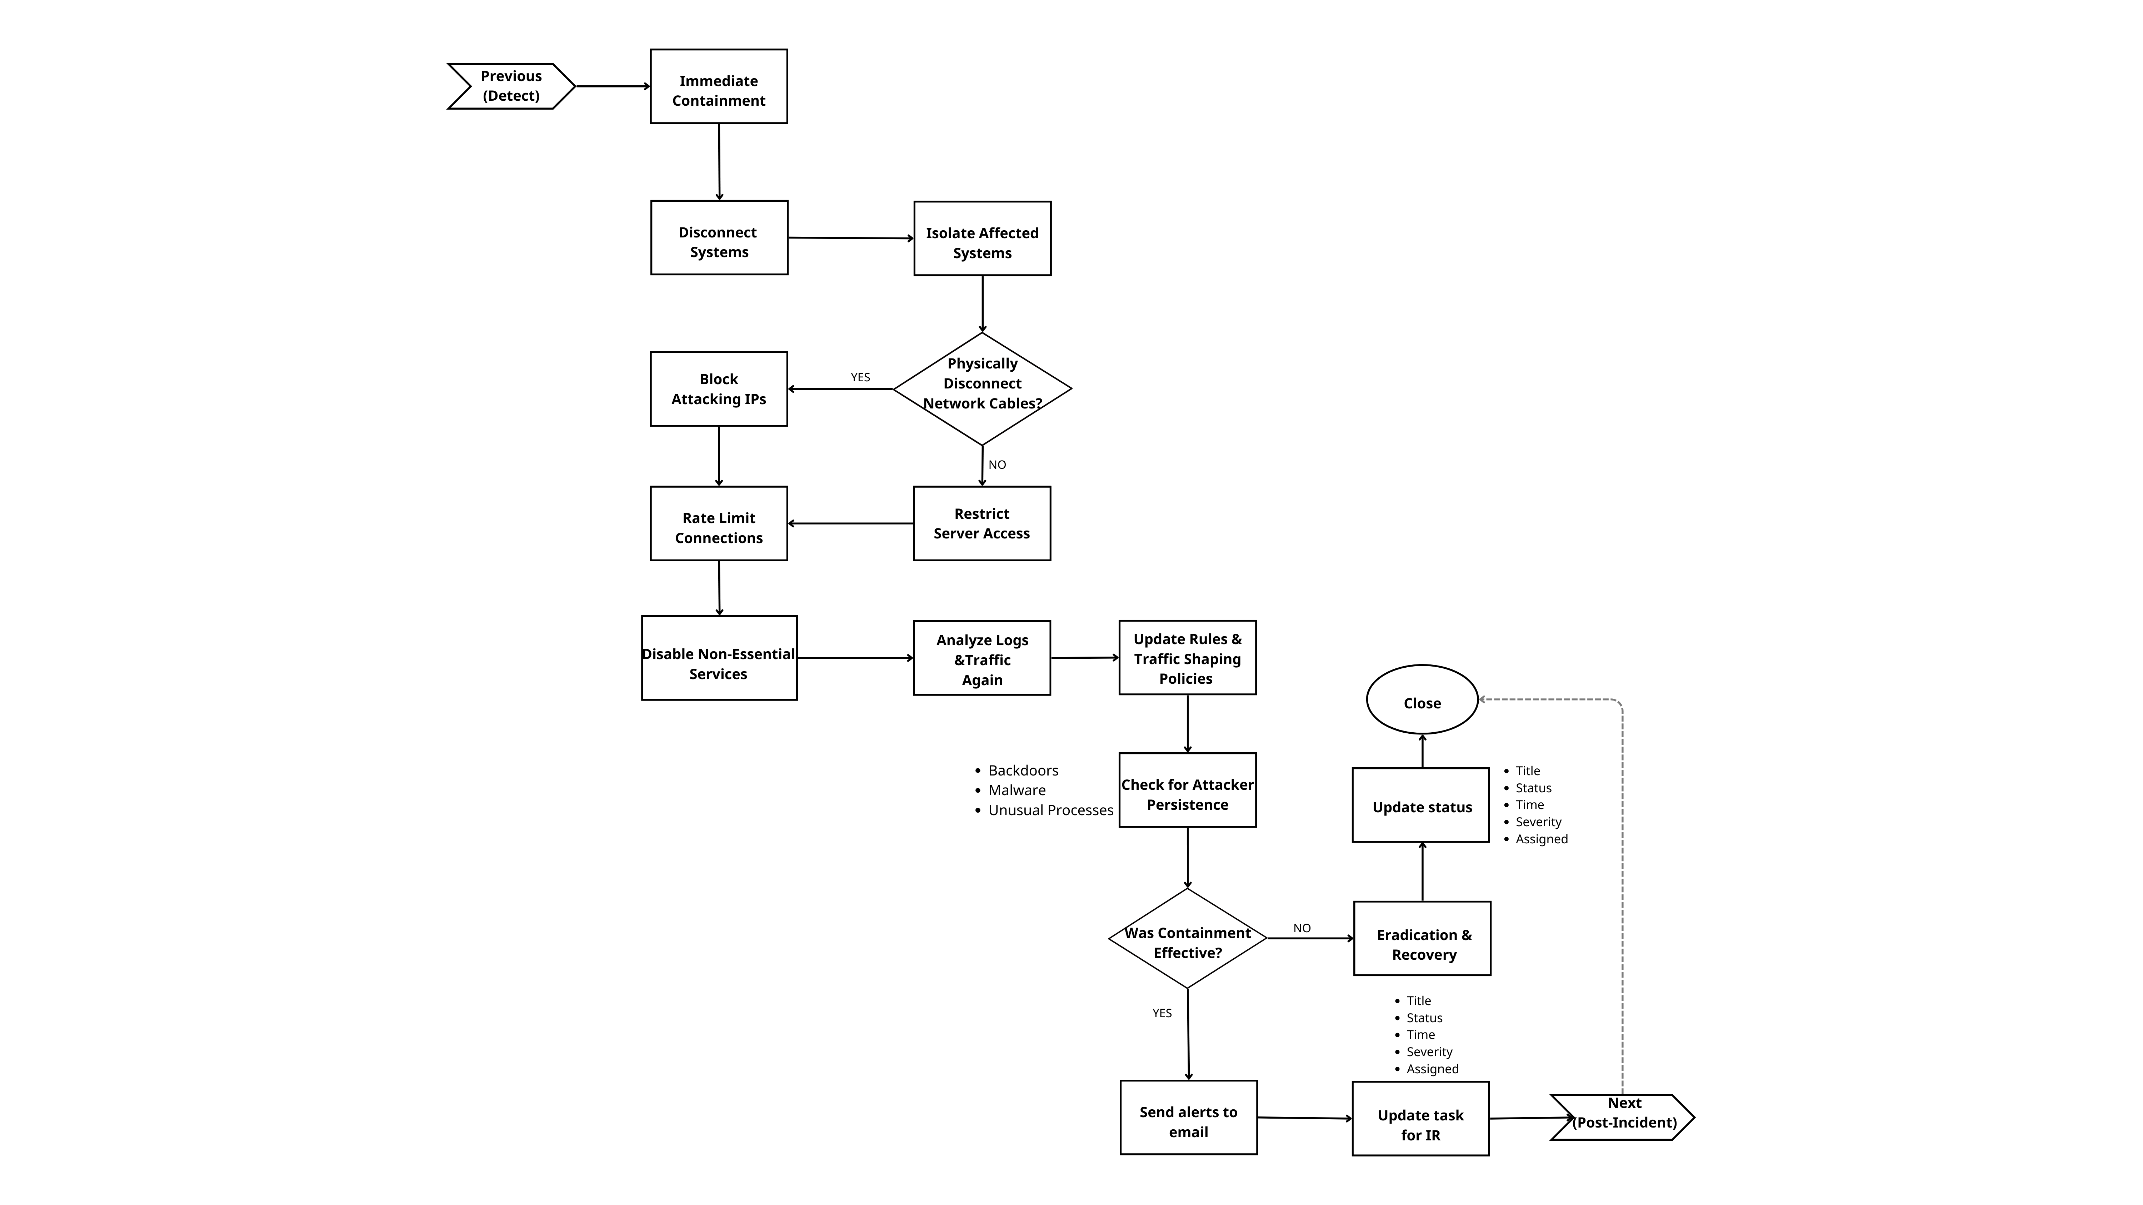 Previous
(Detect)
Immediate
Containment
Disconnect
Systems
Isolate Affected
Systems
Physically
Disconnect
Network Cables?
YES
Block
Attacking IPs
NO
Rate Limit
Connections
Restrict
Server Access
Disable Non-Essential
Services
Analyze Logs
&Traffic
Again
Update Rules &
Traffic Shaping
Policies
Close
• Backdoors
• Malware
• Unusual Processes
Check for Attacker
Persistence
Update status
• Title
• Status
• Time
• Severity
• Assigned
Was Containment
Effective?
NO
Eradication &
Recovery
YES
• Title
• Status
• Time
• Severity
• Assigned
Send alerts to
email
Update task
for IR
Next
(Post-Incident)